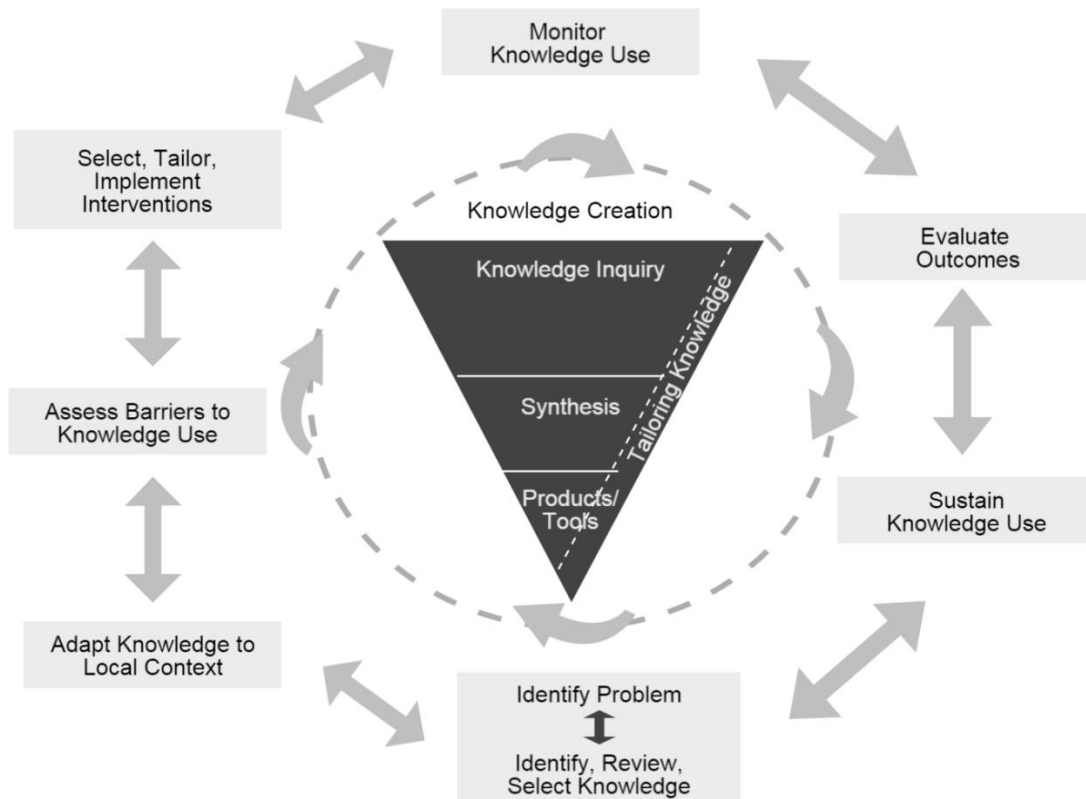 Monitor
Knowledge Use
Select, Tailor,
Implement
Interventions
Knowledge Creation
Knowledge Inquiry
Tailoring Knowledge
Evaluate
Outcomes
Assess Barriers to
Knowledge Use
Synthesis
Products/
Tools
Sustain
Knowledge Use
Adapt Knowledge to
Local Context
Identify Problem
Identify, Review,
Select Knowledge